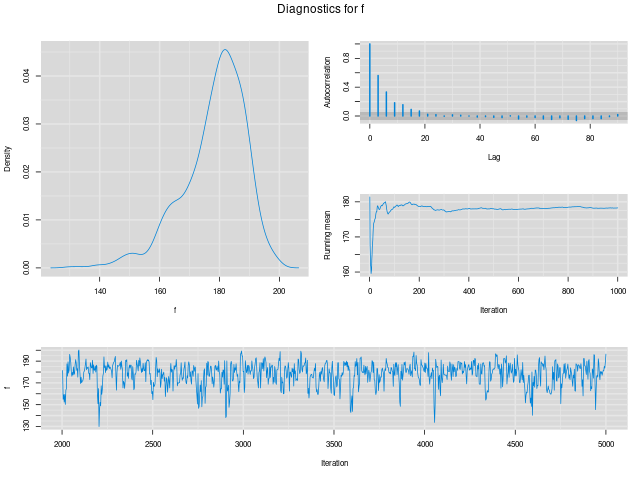 Diagnostics for f
Density
0.00 0.01 0.02 0.03 0.04
140 160 180 200
f
Autocorrelation
0.0 0.4 0.8
0 20 40 60 80
Lag
Running mean
160 170 180
0 200 400 600 800 1000
Iteration
f
130 150 170 190
2000 2500 3000 3500 4000 4500 5000
Iteration